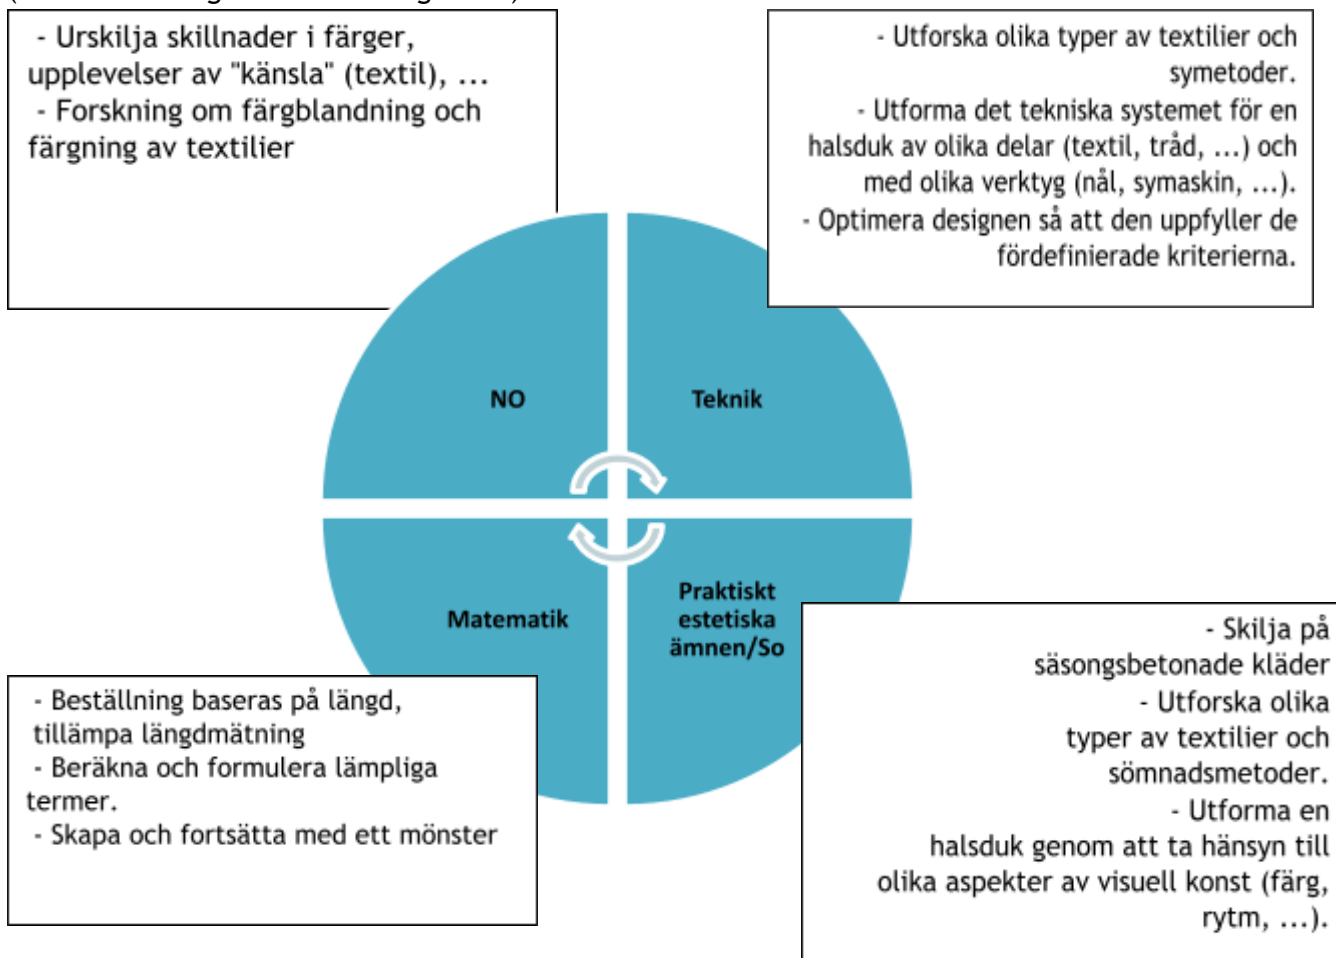 - Urskilja skillnader i färger,
upplevelser av "känsla" (textil), ...
- Forskning om färgblandning och
färgning av textilier
- Utforska olika typer av textilier och
symetoder.
- Utforma det tekniska systemet för en
halsduk av olika delar (textil, tråd, ...) och
med olika verktyg (nål, symaskin, ...).
- Optimera designen så att den uppfyller de
fördefinierade kriterierna.
NO
Teknik
Matematik
Praktiskt
estetiska
ämnen/So
- Beställning baseras på längd,
tillämpa längdmätning
- Beräkna och formulera lämpliga
termer.
- Skapa och fortsätta med ett mönster
- Skilja på
säsongsbetonade kläder
- Utforska olika
typer av textilier och
sömnadsmetoder.
- Utforma en
halsduk genom att ta hänsyn till
olika aspekter av visuell konst (färg,
rytm, ...).